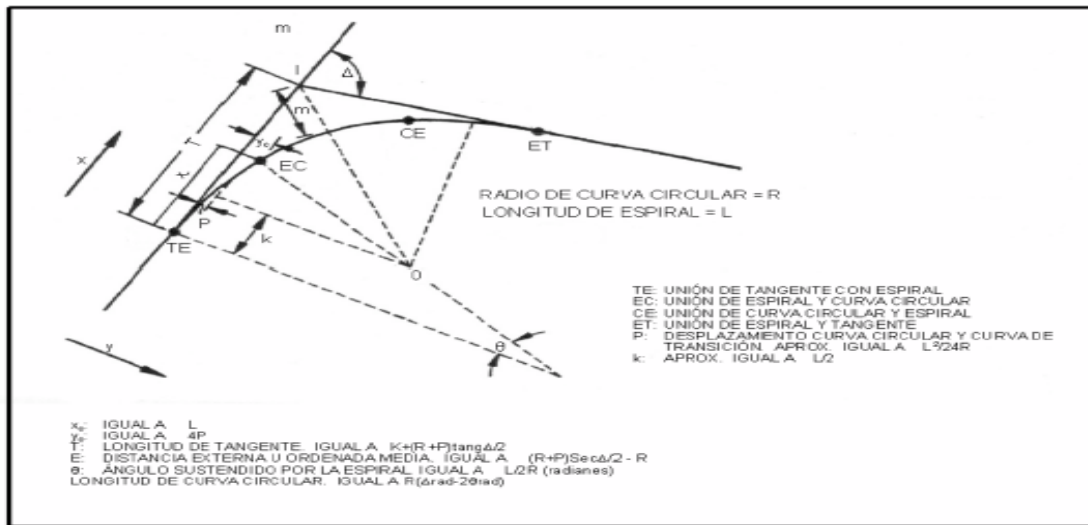 m
I
Δ
m
T
x
xc
yc
EC
CE
ET
P
TE
k
O
y
θ
RADIO DE CURVA CIRCULAR = R
LONGITUD DE ESPIRAL = L
TE: UNIÓN DE TANGENTE CON ESPIRAL
EC: UNIÓN DE ESPIRAL Y CURVA CIRCULAR
CE: UNIÓN DE CURVA CIRCULAR Y ESPIRAL
ET: UNIÓN DE ESPIRAL Y TANGENTE
P: DESPLAZAMIENTO CURVA CIRCULAR Y CURVA DE
TRANSICIÓN. APROX. IGUAL A L²/24R
k: APROX. IGUAL A L/2
xc: IGUAL A L
yc: IGUAL A 4P
T: LONGITUD DE TANGENTE. IGUAL A K+(R+P)tangΔ/2
E: DISTANCIA EXTERNA U ORDENADA MEDIA. IGUAL A (R+P)SecΔ/2 - R
θ: ÁNGULO SUSTENDIDO POR LA ESPIRAL IGUAL A L/2R (radianes)
LONGITUD DE CURVA CIRCULAR. IGUAL A R(Δrad-2θrad)